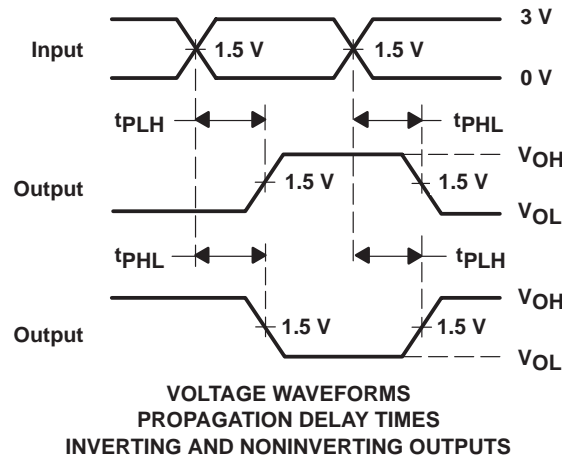 3 V
Input
1.5 V
1.5 V
0 V
tPLH
tPHL
VOH
Output
1.5 V
1.5 V
VOL
tPHL
tPLH
VOH
Output
1.5 V
1.5 V
VOL
VOLTAGE WAVEFORMS
PROPAGATION DELAY TIMES
INVERTING AND NONINVERTING OUTPUTS